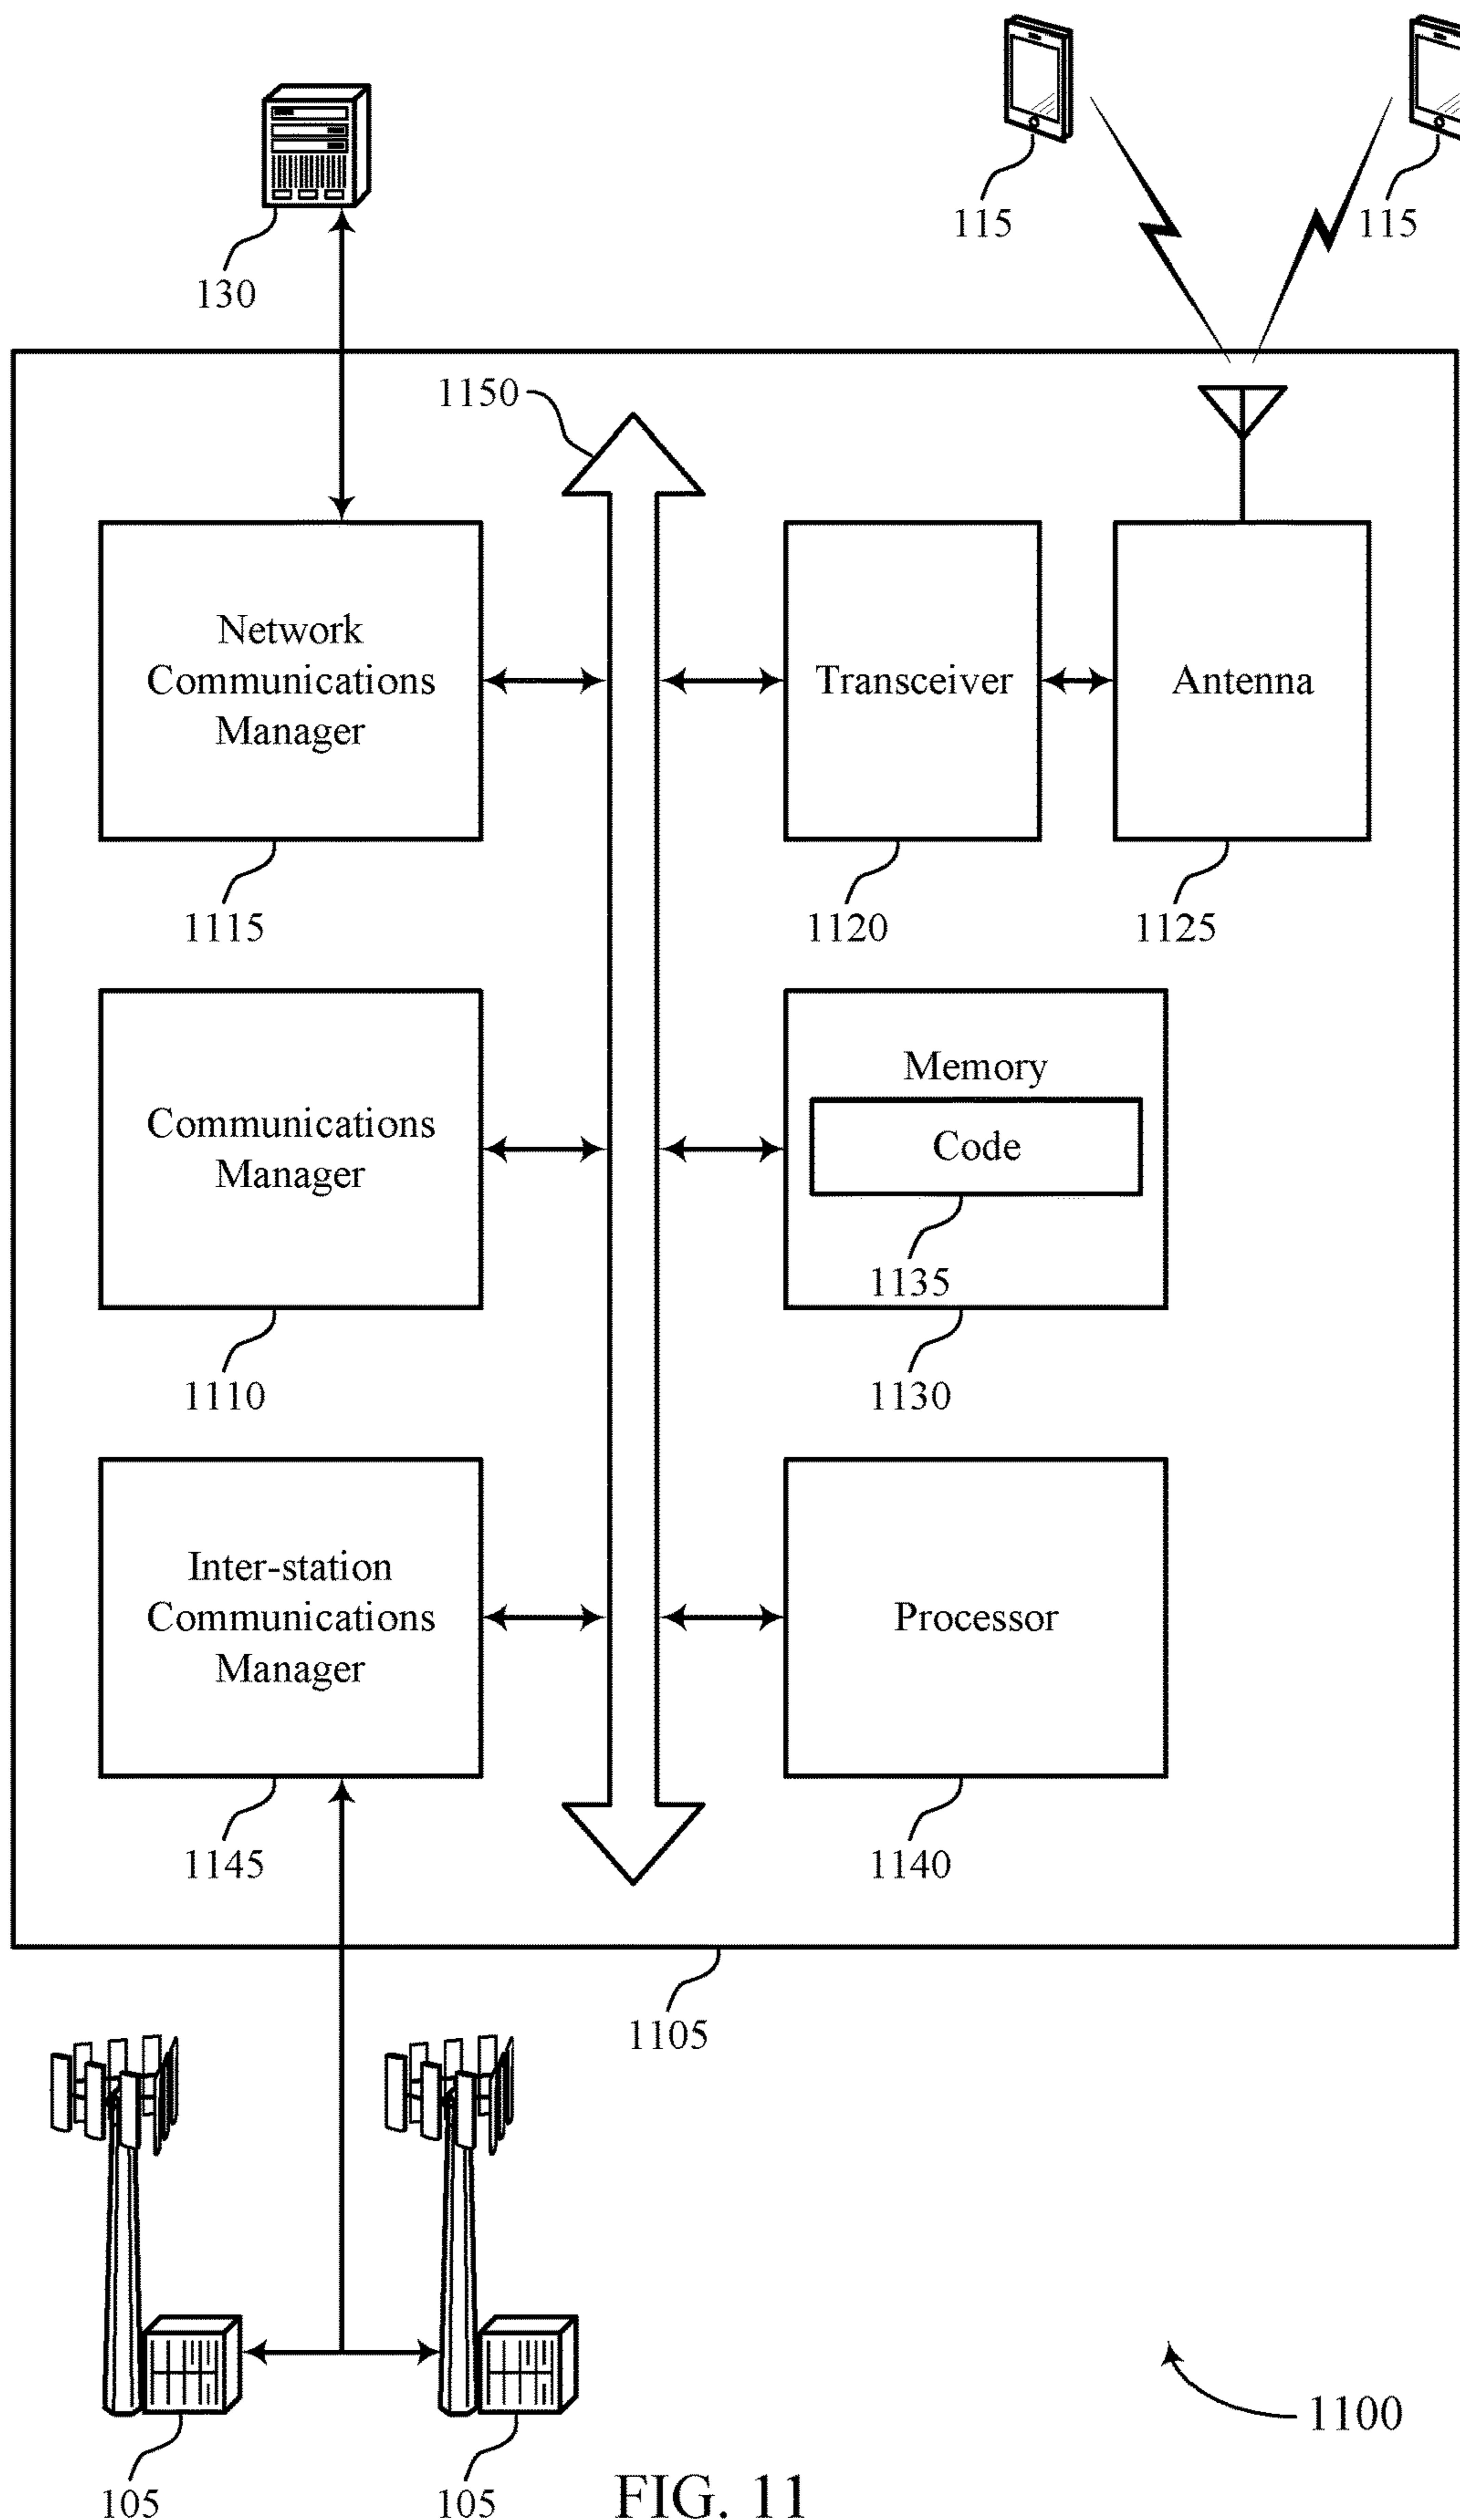 115
115
130
1150
Network
Communications
Manager
Transceiver
Antenna
1115
1120
1125
Communications
Manager
Memory
Code
1135
1110
1130
Inter-station
Communications
Manager
Processor
1145
1140
1105
1100
105
105
FIG. 11